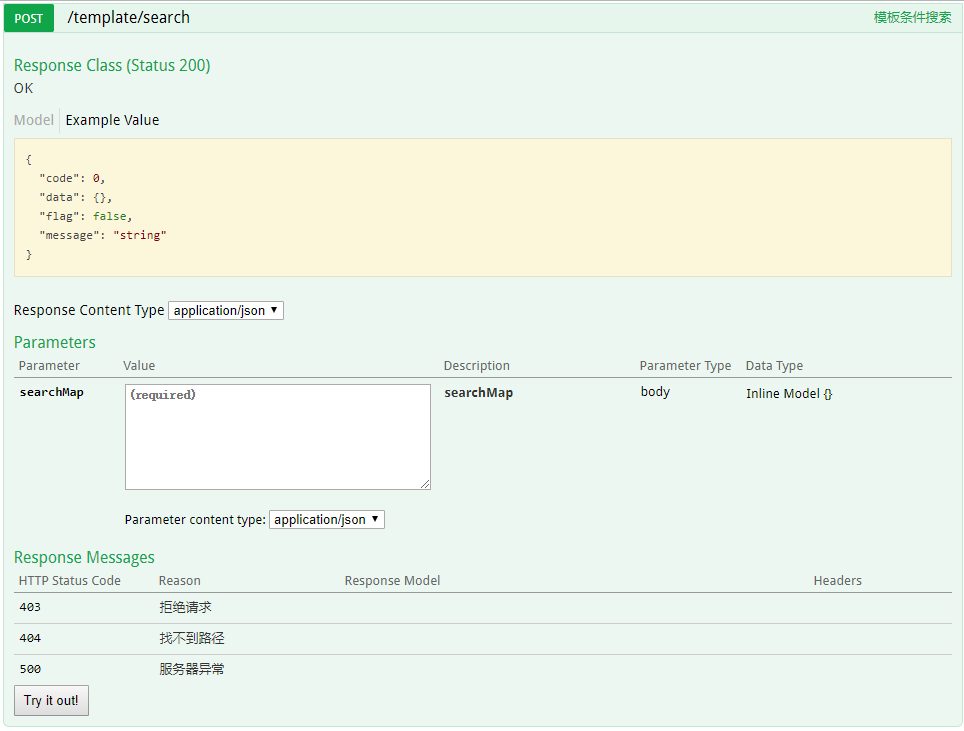 POST /template/search 模板条件搜索
Response Class (Status 200)
OK
Model Example Value
{
"code": 0,
"data": {},
"flag": false,
"message": "string"
}
Response Content Type application/json
Parameters
Parameter Value Description Parameter Type Data Type
searchMap (required) searchMap body Inline Model {}
Parameter content type: application/json
Response Messages
HTTP Status Code Reason Response Model Headers
403 拒绝请求
404 找不到路径
500 服务器异常
Try it out!